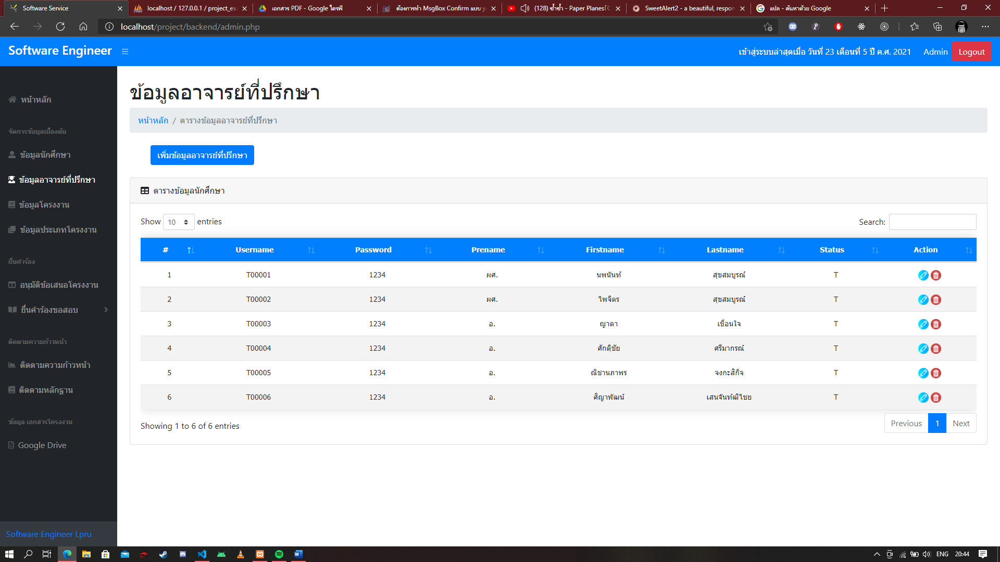 Software Service
localhost / 127.0.0.1 / project_exa
เอกสาร PDF - Google ไดรฟ์
ต้องการทำ MsgBox Confirm แบบ y
(128) ซ้ำซ้ำ - Paper Planes「C
SweetAlert2 - a beautiful, respon
แปล - ค้นหาด้วย Google
localhost/project/backend/admin.php
Software Engineer
เข้าสู่ระบบล่าสุดเมื่อ วันที่ 23 เดือนที่ 5 ปี ค.ศ. 2021
Admin
Logout
หน้าหลัก
จัดการข้อมูลเบื้องต้น
ข้อมูลนักศึกษา
ข้อมูลอาจารย์ที่ปรึกษา
ข้อมูลโครงงาน
ข้อมูลประเภทโครงงาน
ยื่นคำร้อง
อนุมัติข้อเสนอโครงงาน
ยื่นคำร้องขอสอบ
ติดตามความก้าวหน้า
ติดตามความก้าวหน้า
ติดตามหลักฐาน
ข้อมูล เอกสารโครงงาน
Google Drive
Software Engineer Lpru
ข้อมูลอาจารย์ที่ปรึกษา
หน้าหลัก / ตารางข้อมูลอาจารย์ที่ปรึกษา
เพิ่มข้อมูลอาจารย์ที่ปรึกษา
ตารางข้อมูลนักศึกษา
Show 10 entries
Search:
# Username Password Prename Firstname Lastname Status Action
1 T00001 1234 ผศ. นพนันท์ สุขสมบูรณ์ T
2 T00002 1234 ผศ. ไพจิตร สุขสมบูรณ์ T
3 T00003 1234 อ. ญาดา เขื่อนใจ T
4 T00004 1234 อ. ศักดิ์ชัย ศรีมากรณ์ T
5 T00005 1234 อ. ณิชานภาพร จงกะสิกิจ T
6 T00006 1234 อ. ศิญาพัฒน์ เสนจันทร์ฒิไชย T
Showing 1 to 6 of 6 entries
Previous 1 Next
ENG 20:44